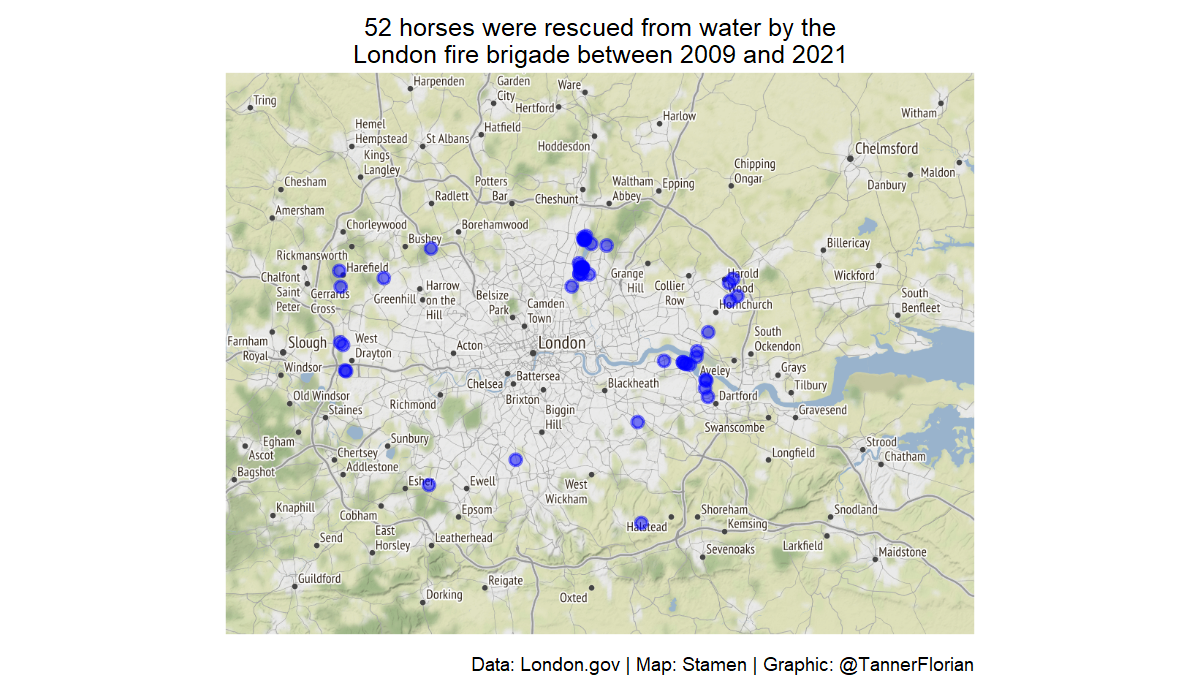 52 horses were rescued from water by the
London fire brigade between 2009 and 2021
Harpenden
Garden
City
Ware
Tring
Hertford
Witham
Harlow
Hemel
Hempstead
St Albans
Hatfield
Hoddesdon
Chelmsford
Kings
Langley
Chipping
Ongar
Maldon
Danbury
Chesham
Potters
Bar
Radlett
Cheshunt
Waltham
Abbey
Epping
Amersham
Chorleywood
Borehamwood
Bushey
Billericay
Rickmansworth
Harefield
Chalfont
Saint
Peter
Gerrards
Cross
Greenhill
Harrow
on the
Hill
Belsize
Park
Camden
Town
Grange
Hill
Collier
Row
Harold
Wood
Hornchurch
Wickford
South
Benfleet
Farnham
Royal
Slough
West
Drayton
Acton
London
South
Ockendon
Windsor
Chelsea
Battersea
Blackheath
Aveley
Grays
Tilbury
Old Windsor
Staines
Richmond
Brixton
Biggin
Hill
Dartford
Gravesend
Swanscombe
Egham
Ascot
Sunbury
Strood
Chatham
Bagshot
Chertsey
Addlestone
Longfield
Esher
Ewell
West
Wickham
Knaphill
Cobham
Epsom
Halstead
Shoreham
Kemsing
Snodland
Send
East
Horsley
Leatherhead
Sevenoaks
Larkfield
Maidstone
Guildford
Reigate
Dorking
Oxted
Data: London.gov | Map: Stamen | Graphic: @TannerFlorian